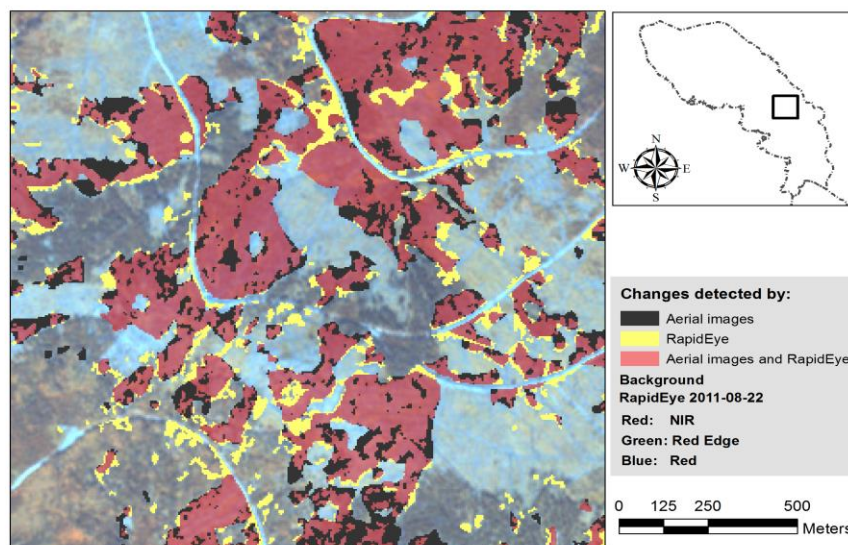 N
W E
S
Changes detected by:
Aerial images
RapidEye
Aerial images and RapidEye
Background
RapidEye 2011-08-22
Red: NIR
Green: Red Edge
Blue: Red
0 125 250 500
Meters